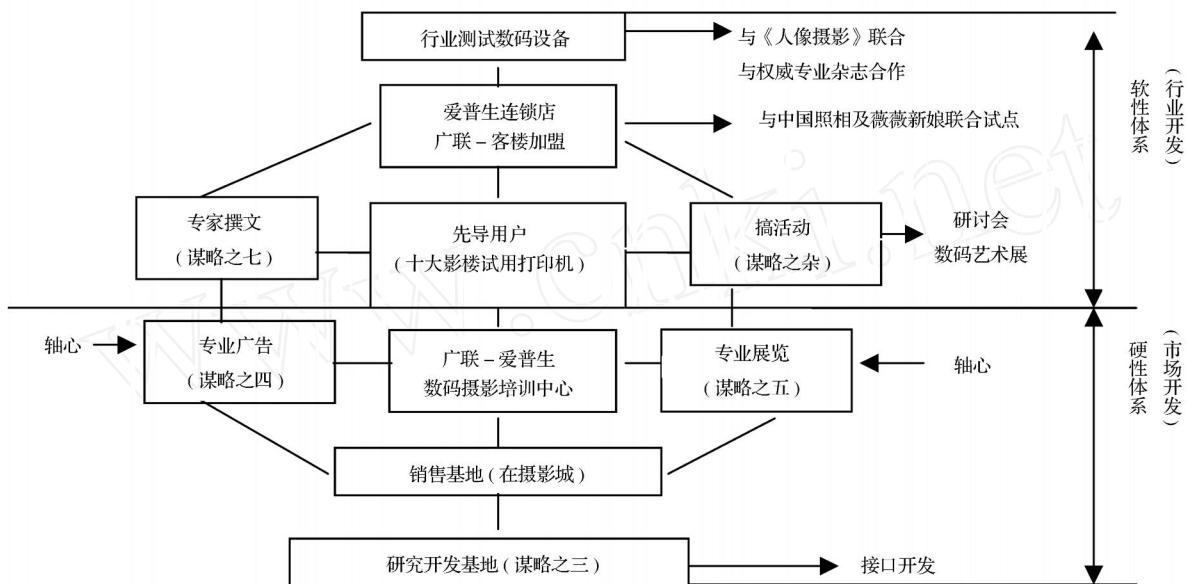 行业测试数码设备
与《人像摄影》联合
与权威专业杂志合作
爱普生连锁店
广联－客楼加盟
与中国照相及薇薇新娘联合试点
软性体系
(行业开发)
专家撰文
(谋略之七)
先导用户
(十大影楼试用打印机)
搞活动
(谋略之杂)
研讨会
数码艺术展
轴心
专业广告
(谋略之四)
广联－爱普生
数码摄影培训中心
专业展览
(谋略之五)
轴心
硬性体系
(市场开发)
销售基地(在摄影城)
研究开发基地(谋略之三)
接口开发
www.cnki.net